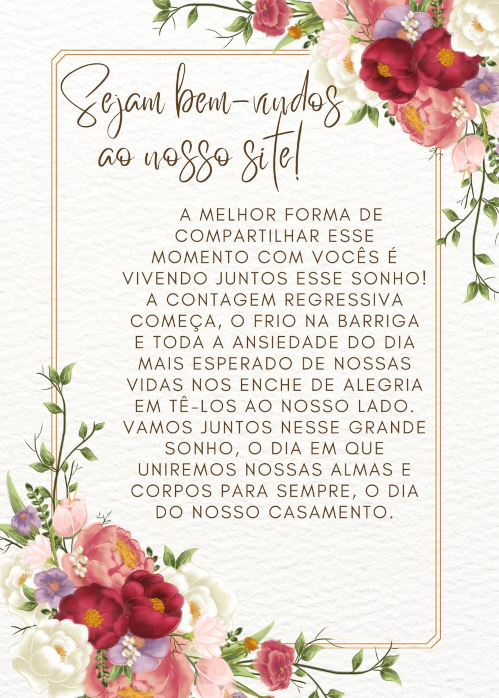 Sejam bem-vindos
ao nosso site!
A MELHOR FORMA DE
COMPARTILHAR ESSE
MOMENTO COM VOCÊS É
VIVENDO JUNTOS ESSE SONHO!
A CONTAGEM REGRESSIVA
COMEÇA, O FRIO NA BARRIGA
E TODA A ANSIEDADE DO DIA
MAIS ESPERADO DE NOSSAS
VIDAS NOS ENCHE DE ALEGRIA
EM TÊ-LOS AO NOSSO LADO.
VAMOS JUNTOS NESSE GRANDE
SONHO, O DIA EM QUE
UNIREMOS NOSSAS ALMAS E
CORPOS PARA SEMPRE, O DIA
DO NOSSO CASAMENTO.